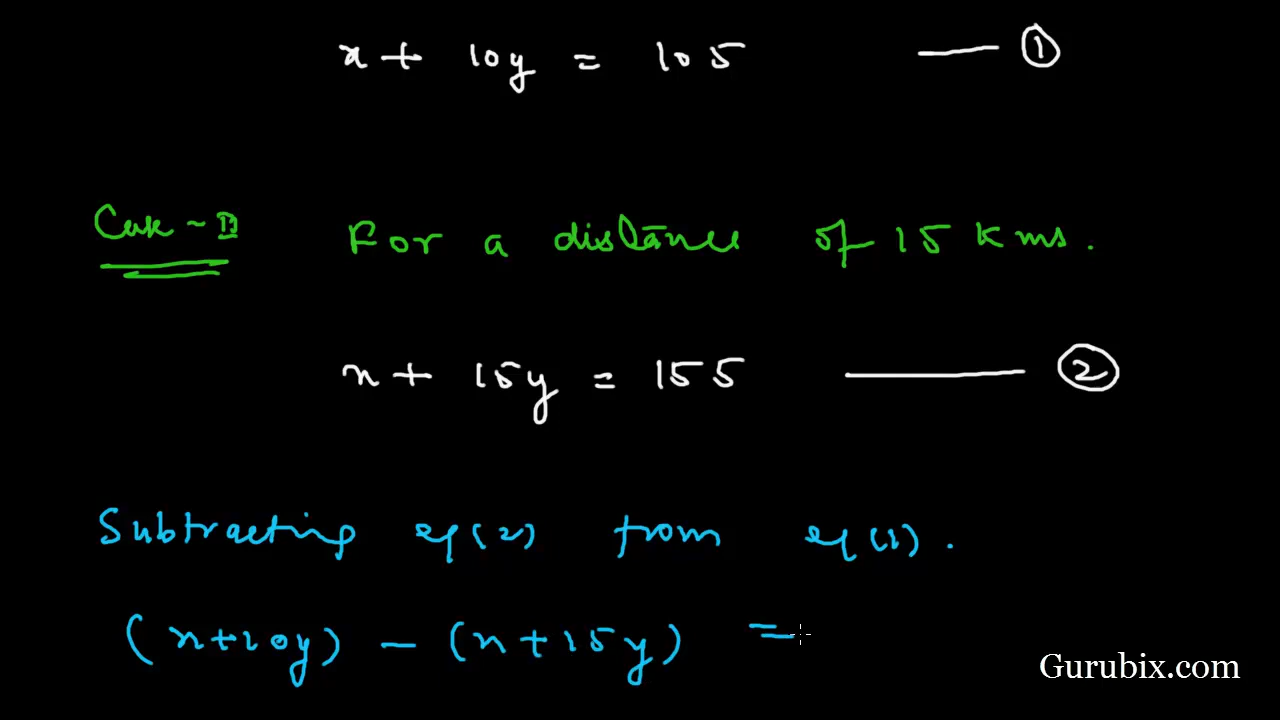 x + 10y = 105 —— ①
Case - II For a distance of 15 kms.
x + 15y = 155 ——— ②
Subtracting eq(2) from eq(1).
(x+10y) - (x+15y) =
Gurubix.com